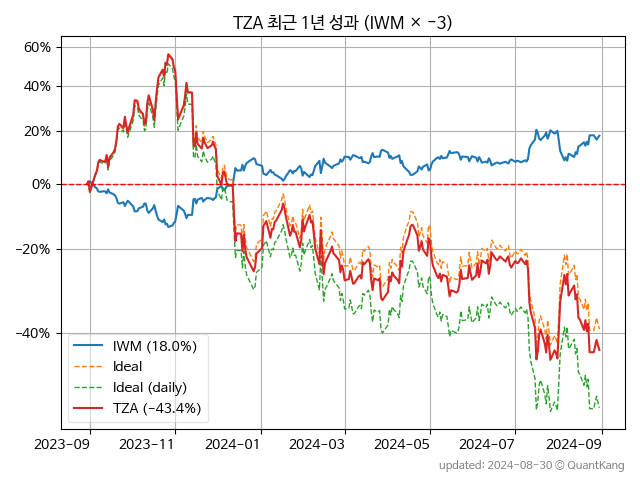 TZA 최근 1년 성과 (IWM × −3)
60%
40%
20%
0%
−20%
−40%
IWM (18.0%)
Ideal
Ideal (daily)
TZA (−43.4%)
2023-09
2023-11
2024-01
2024-03
2024-05
2024-07
2024-09
updated: 2024-08-30 © QuantKang